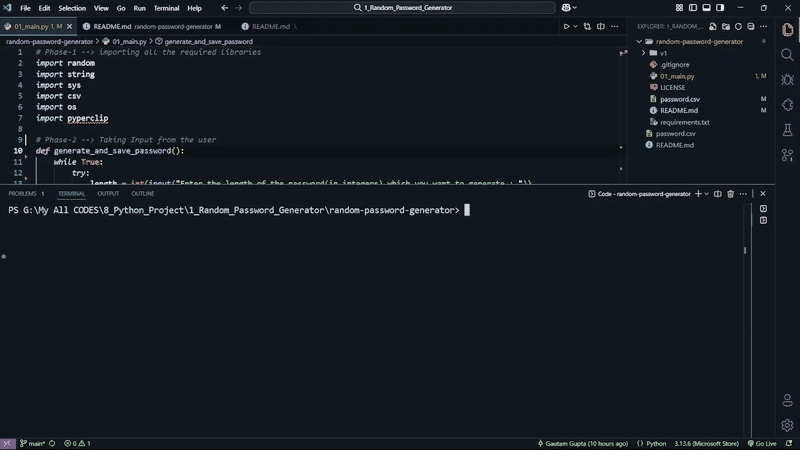 File Edit Selection View Go Run Terminal Help
1_Random_Password_Generator
01_main.py 1, M
README.md random-password-generator M
README.md .\
EXPLORER: 1_RANDOM_
random-password-generator > 01_main.py > generate_and_save_password
1 # Phase-1 --> importing all the required libraries
2 import random
3 import string
4 import sys
5 import csv
6 import os
7 import pyperclip
8
9 # Phase-2 --> Taking Input from the user
10 def generate_and_save_password():
11 while True:
12 try:
length = int(input("Enter the length of the password(in integers) which you want to generate : "))
random-password-generator
v1
.gitignore
01_main.py 1, M
LICENSE
password.csv M
README.md M
requirements.txt
password.csv
README.md
PROBLEMS 1 TERMINAL PORTS OUTPUT OUTLINE
Code - random-password-generator
PS G:\My All CODES\8_Python_Project\1_Random_Password_Generator\random-password-generator>
main* 0 1
Gautam Gupta (10 hours ago) {} Python 3.13.6 (Microsoft Store) Go Live